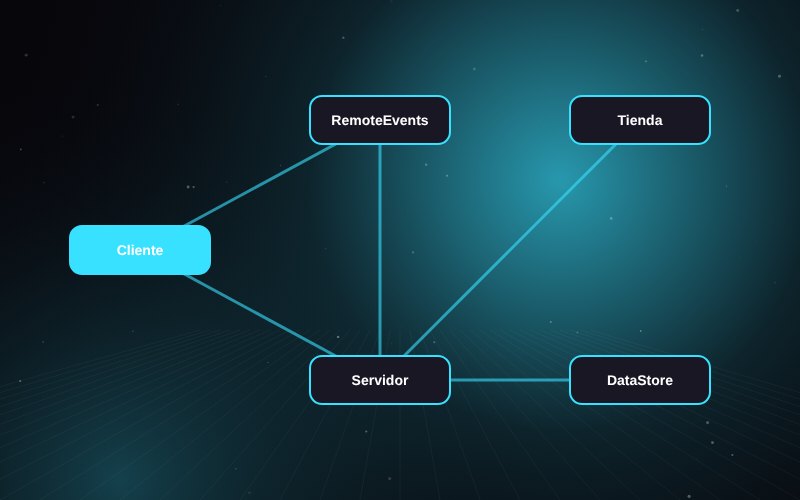 RemoteEvents
Tienda
Cliente
Servidor
DataStore